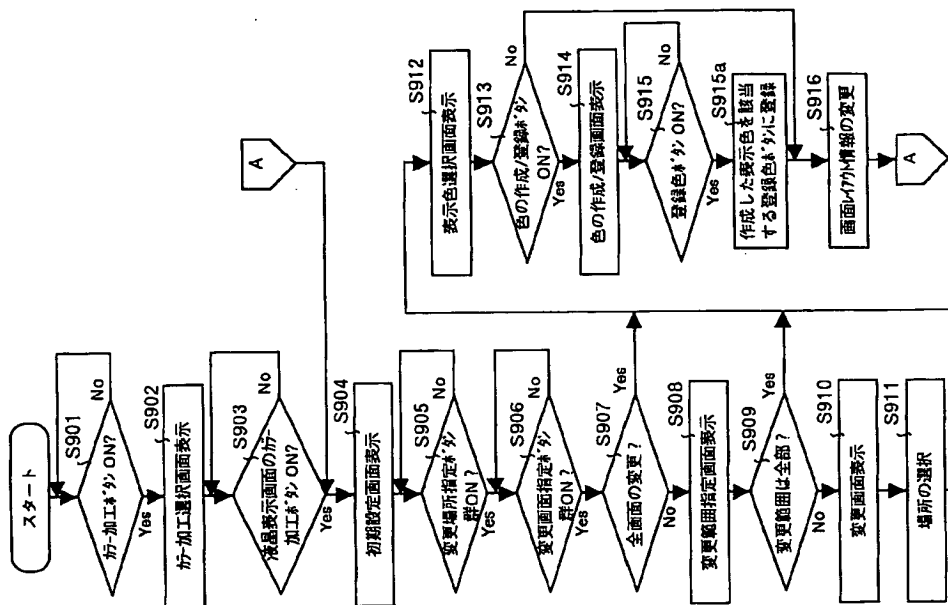 スタート
S901
カラー加工ボタン ON?
No
Yes
S902
カラー加工選択画面表示
S903
液晶表示画面のカラー
加工ボタン ON?
No
Yes
S904
初期設定画面表示
S905
変更場所指定ボタン
群ON?
No
Yes
S906
変更画面指定ボタン
群ON?
No
Yes
S907
全画面の変更?
Yes
No
S908
変更範囲指定画面表示
S909
変更範囲は全部?
Yes
No
S910
変更画面表示
S911
場所の選択
A
S912
表示色選択画面表示
S913
色の作成/登録ボタン
ON?
No
Yes
S914
色の作成/登録画面表示
S915
登録色ボタン ON?
No
Yes
S915a
作成した表示色を該当
する登録色ボタンに登録
S916
画面レイアウト情報の変更
A